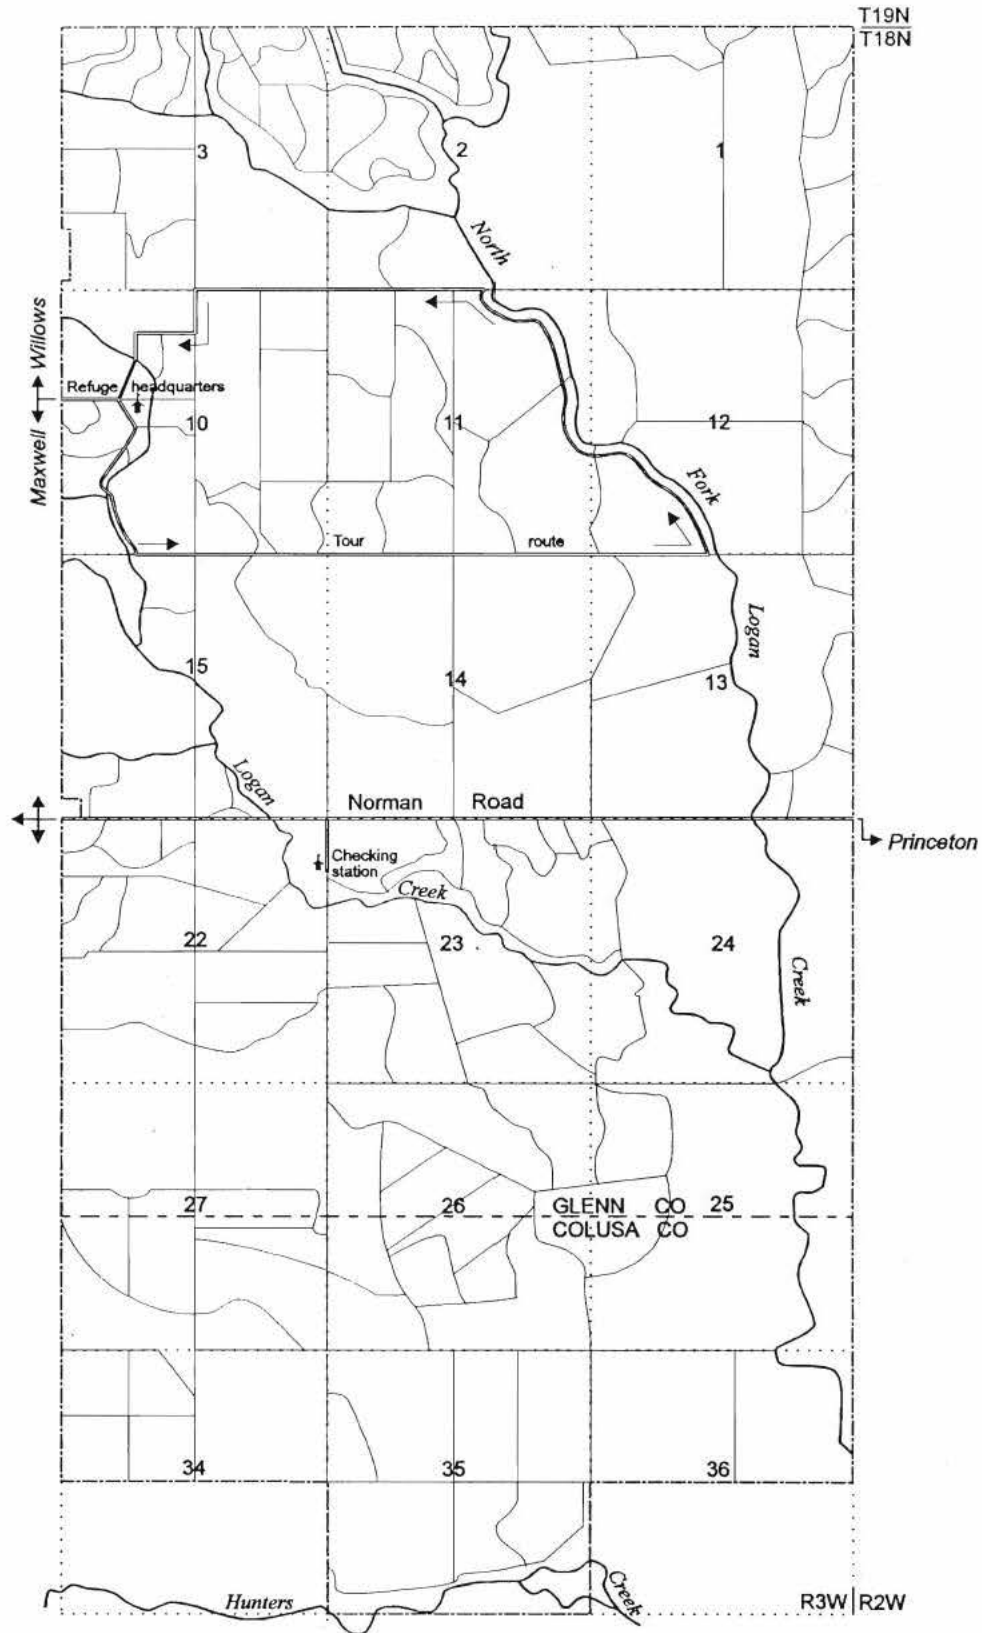 T19N
T18N
3
2
1
North
Willows
Maxwell
Refuge headquarters
10
11
12
Fork
Tour route
Logan
15
14
13
Logan
Norman Road
Princeton
Checking
station
Creek
22
23
24
Creek
27
26
GLENN CO
25
COLUSA CO
34
35
36
Hunters
Creek
R3W
R2W